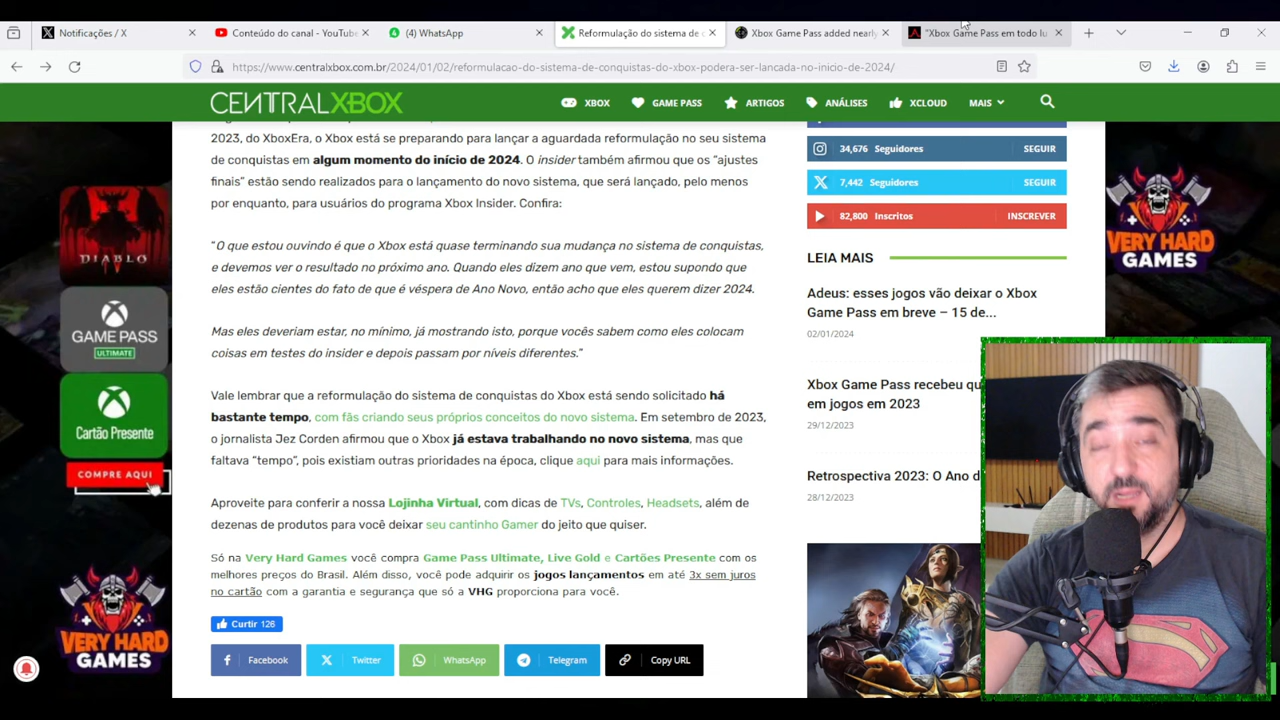 Notificações / X
Conteúdo do canal - YouTube
(4) WhatsApp
Reformulação do sistema de c
Xbox Game Pass added nearly
"Xbox Game Pass em todo lu
https://www.centralxbox.com.br/2024/01/02/reformulacao-do-sistema-de-conquistas-do-xbox-podera-ser-lancada-no-inicio-de-2024/
CENTRALXBOX
XBOX GAME PASS ARTIGOS ANÁLISES XCLOUD MAIS
2023, do XboxEra, o Xbox está se preparando para lançar a aguardada reformulação no seu sistema
de conquistas em algum momento do início de 2024. O insider também afirmou que os "ajustes
finais" estão sendo realizados para o lançamento do novo sistema, que será lançado, pelo menos
por enquanto, para usuários do programa Xbox Insider. Confira:
"O que estou ouvindo é que o Xbox está quase terminando sua mudança no sistema de conquistas,
e devemos ver o resultado no próximo ano. Quando eles dizem ano que vem, estou supondo que
eles estão cientes do fato de que é véspera de Ano Novo, então acho que eles querem dizer 2024.
Mas eles deveriam estar, no mínimo, já mostrando isto, porque vocês sabem como eles colocam
coisas em testes do insider e depois passam por níveis diferentes."
Vale lembrar que a reformulação do sistema de conquistas do Xbox está sendo solicitado há
bastante tempo, com fãs criando seus próprios conceitos do novo sistema. Em setembro de 2023,
o jornalista Jez Corden afirmou que o Xbox já estava trabalhando no novo sistema, mas que
faltava "tempo", pois existiam outras prioridades na época, clique aqui para mais informações.
Aproveite para conferir a nossa Lojinha Virtual, com dicas de TVs, Controles, Headsets, além de
dezenas de produtos para você deixar seu cantinho Gamer do jeito que quiser.
Só na Very Hard Games você compra Game Pass Ultimate, Live Gold e Cartões Presente com os
melhores preços do Brasil. Além disso, você pode adquirir os jogos lançamentos em até 3x sem juros
no cartão com a garantia e segurança que só a VHG proporciona para você.
Curtir 126
Facebook
Twitter
WhatsApp
Telegram
Copy URL
34,676 Seguidores SEGUIR
7,442 Seguidores SEGUIR
82,800 Inscritos INSCREVER
LEIA MAIS
Adeus: esses jogos vão deixar o Xbox
Game Pass em breve – 15 de...
02/01/2024
Xbox Game Pass recebeu qu
em jogos em 2023
29/12/2023
Retrospectiva 2023: O Ano d
28/12/2023
DIABLO
GAME PASS
ULTIMATE
Cartão Presente
COMPRE AQUI
VERY HARD
GAMES
VERY HARD
GAMES